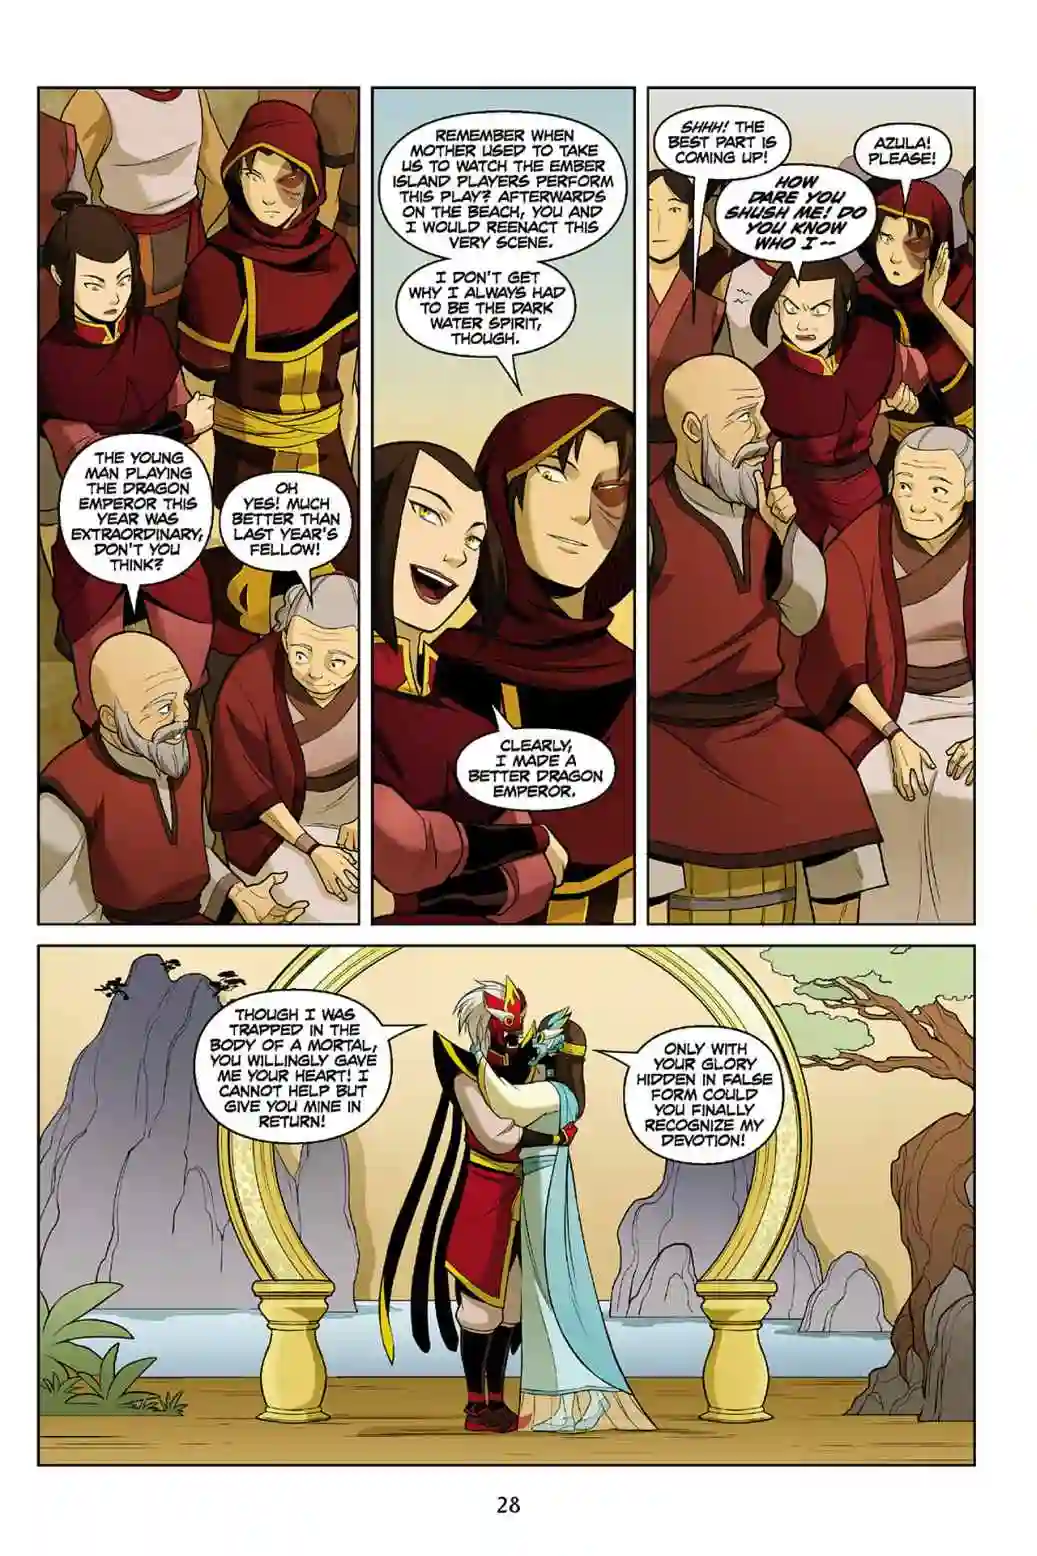 THE YOUNG
MAN PLAYING
THE DRAGON
EMPEROR THIS
YEAR WAS
EXTRAORDINARY,
DON'T YOU
THINK?
OH
YES! MUCH
BETTER THAN
LAST YEAR'S
FELLOW!
REMEMBER WHEN
MOTHER USED TO TAKE
US TO WATCH THE EMBER
ISLAND PLAYERS PERFORM
THIS PLAY? AFTERWARDS
ON THE BEACH, YOU AND
I WOULD REENACT THIS
VERY SCENE.
I DON'T GET
WHY I ALWAYS HAD
TO BE THE DARK
WATER SPIRIT,
THOUGH.
CLEARLY,
I MADE A
BETTER DRAGON
EMPEROR.
SHHH! THE
BEST PART IS
COMING UP!
HOW
DARE YOU
SHUSH ME! DO
YOU KNOW
WHO I --
AZULA!
PLEASE!
THOUGH I WAS
TRAPPED IN THE
BODY OF A MORTAL,
YOU WILLINGLY GAVE
ME YOUR HEART! I
CANNOT HELP BUT
GIVE YOU MINE IN
RETURN!
ONLY WITH
YOUR GLORY
HIDDEN IN FALSE
FORM COULD
YOU FINALLY
RECOGNIZE MY
DEVOTION!
28